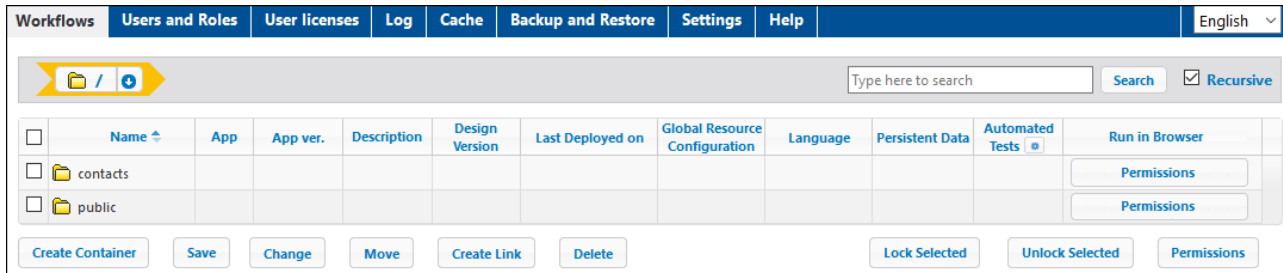 Workflows Users and Roles User licenses Log Cache Backup and Restore Settings Help English
/ Type here to search Search Recursive
Name App App ver. Description Design Version Last Deployed on Global Resource Configuration Language Persistent Data Automated Tests Run in Browser
contacts Permissions
public Permissions
Create Container Save Change Move Create Link Delete Lock Selected Unlock Selected Permissions